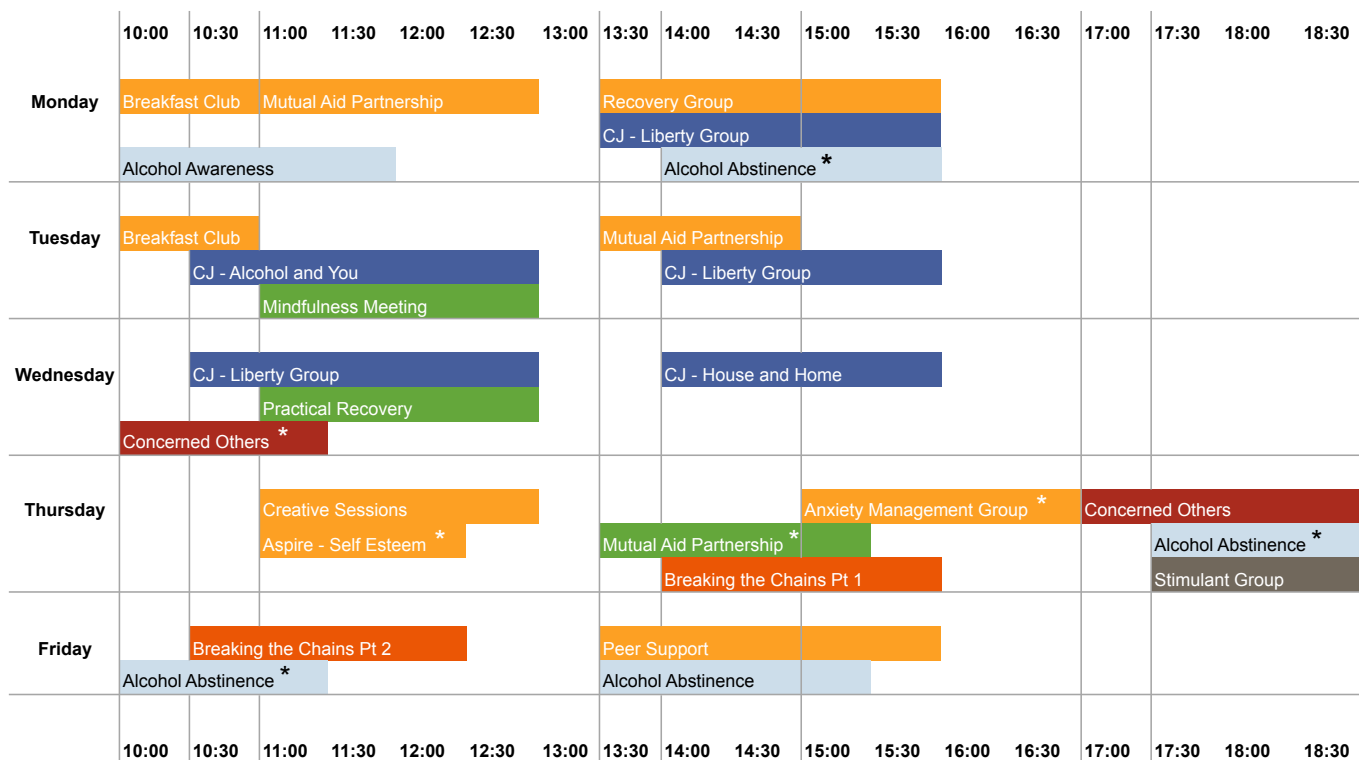 10:00 10:30 11:00 11:30 12:00 12:30 13:00 13:30 14:00 14:30 15:00 15:30 16:00 16:30 17:00 17:30 18:00 18:30
Monday Breakfast Club Mutual Aid Partnership Recovery Group
CJ - Liberty Group
Alcohol Awareness Alcohol Abstinence *
Tuesday Breakfast Club Mutual Aid Partnership
CJ - Alcohol and You CJ - Liberty Group
Mindfulness Meeting
Wednesday CJ - Liberty Group CJ - House and Home
Practical Recovery
Concerned Others *
Thursday Creative Sessions Anxiety Management Group * Concerned Others
Aspire - Self Esteem * Mutual Aid Partnership * Alcohol Abstinence *
Breaking the Chains Pt 1 Stimulant Group
Friday Breaking the Chains Pt 2 Peer Support
Alcohol Abstinence * Alcohol Abstinence
10:00 10:30 11:00 11:30 12:00 12:30 13:00 13:30 14:00 14:30 15:00 15:30 16:00 16:30 17:00 17:30 18:00 18:30